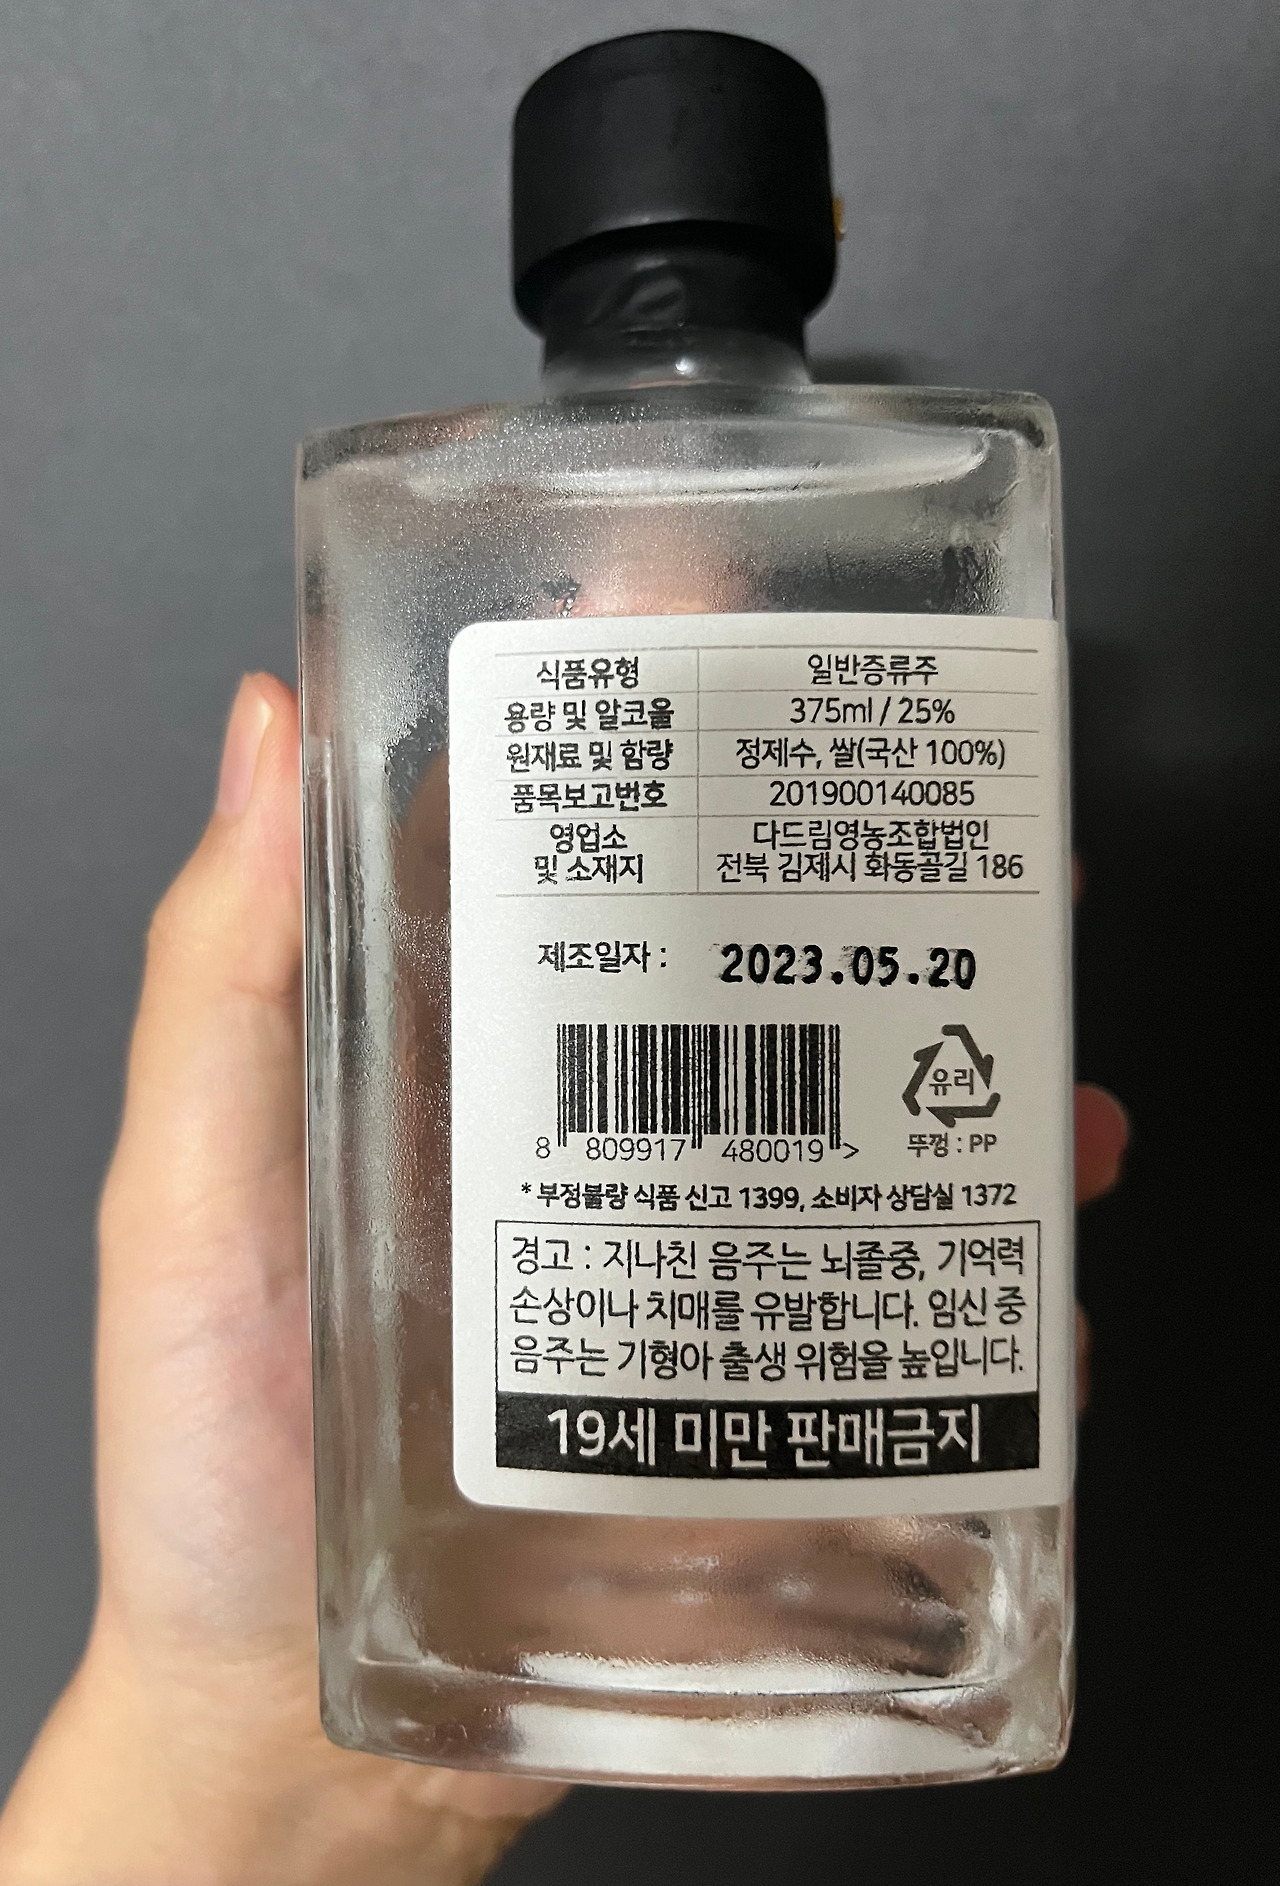 식품유형 일반증류주
용량 및 알코올 375ml / 25%
원재료 및 함량 정제수, 쌀(국산 100%)
품목보고번호 201900140085
영업소 및 소재지 다드림영농조합법인
전북 김제시 화동골길 186
제조일자 : 2023.05.20
8 809917 480019 >
유리
뚜껑 : PP
* 부정불량 식품 신고 1399, 소비자 상담실 1372
경고 : 지나친 음주는 뇌졸중, 기억력
손상이나 치매를 유발합니다. 임신 중
음주는 기형아 출생 위험을 높입니다.
19세 미만 판매금지